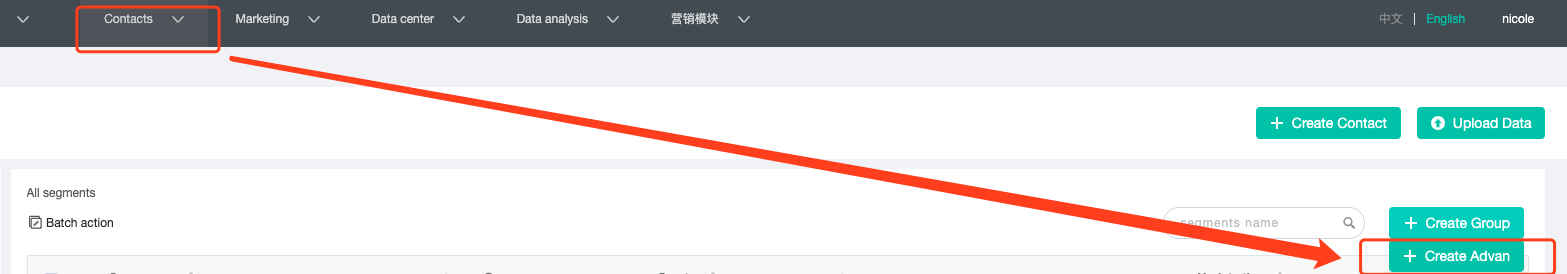 Contacts Marketing Data center Data analysis 营销模块 中文 | English nicole
+ Create Contact Upload Data
All segments
Batch action segments name + Create Group
+ Create Advan